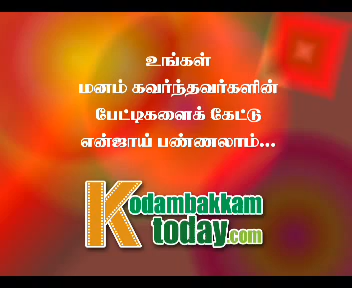 உங்கள்
மனம் கவர்ந்தவர்களின்
பேட்டிகளைக் கேட்டு
என்ஜாய் பண்ணலாம்...
Kodambakkam
today.com